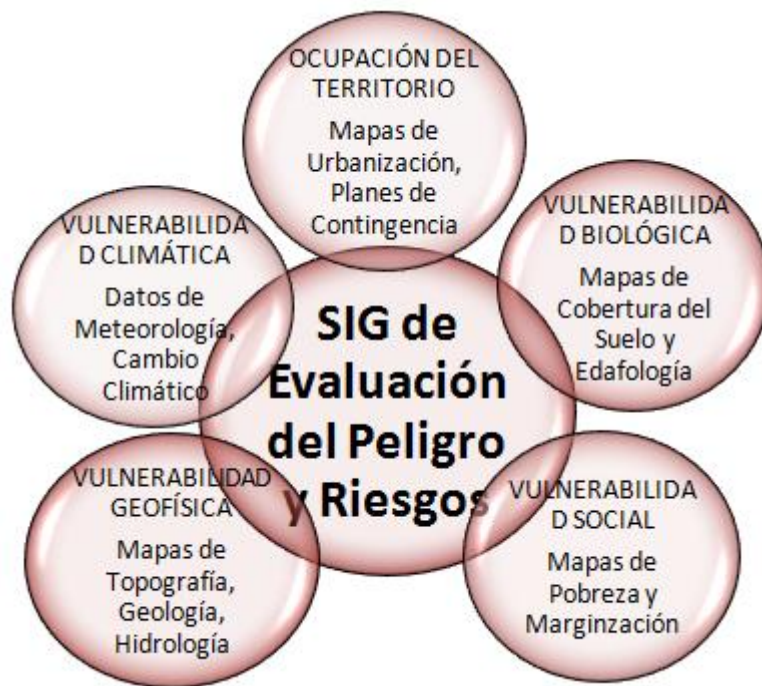 OCUPACIÓN DEL
TERRITORIO
Mapas de
Urbanización,
Planes de
Contingencia
VULNERABILIDA
D CLIMÁTICA
Datos de
Meteorología,
Cambio
Climático
VULNERABILIDA
D BIOLÓGICA
Mapas de
Cobertura del
Suelo y
Edafología
SIG de
Evaluación
del Peligro
y Riesgos
VULNERABILIDAD
GEOFÍSICA
Mapas de
Topografía,
Geología,
Hidrología
VULNERABILIDA
D SOCIAL
Mapas de
Pobreza y
Marginzación